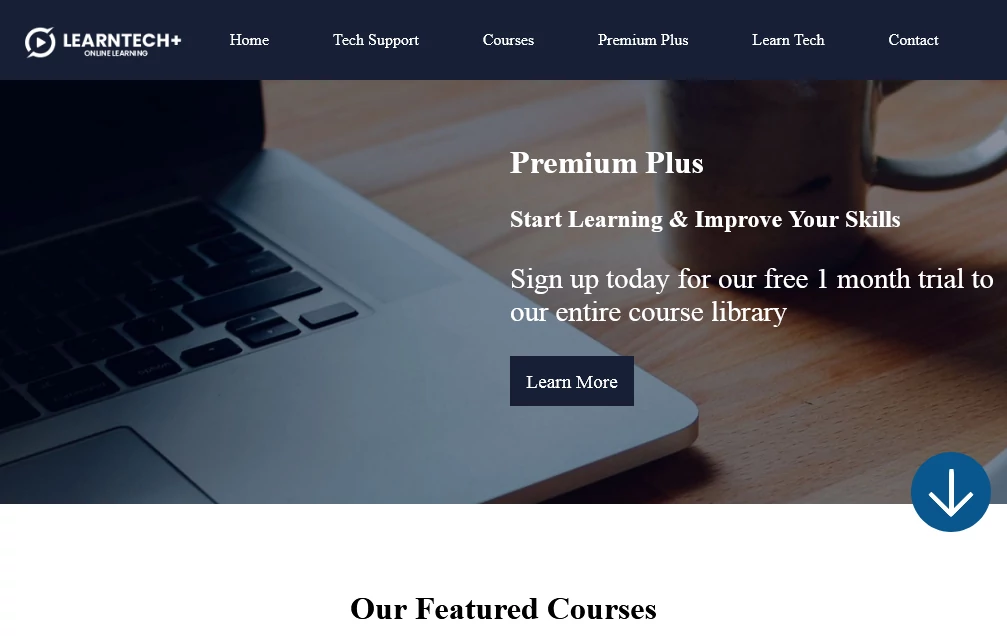 LEARNTECH+
ONLINE LEARNING
Home
Tech Support
Courses
Premium Plus
Learn Tech
Contact
Premium Plus
Start Learning & Improve Your Skills
Sign up today for our free 1 month trial to
our entire course library
Learn More
Our Featured Courses